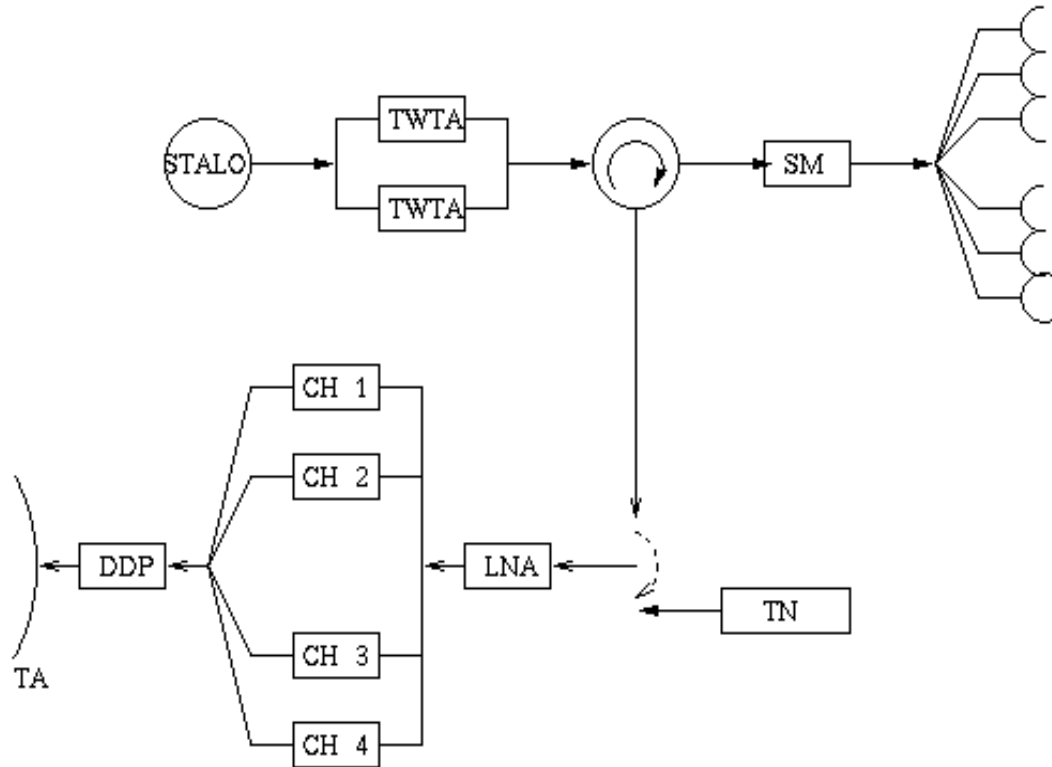 TWTA
STALO
SM
TWTA
CH 1
CH 2
DDP
LNA
TN
CH 3
TA
CH 4